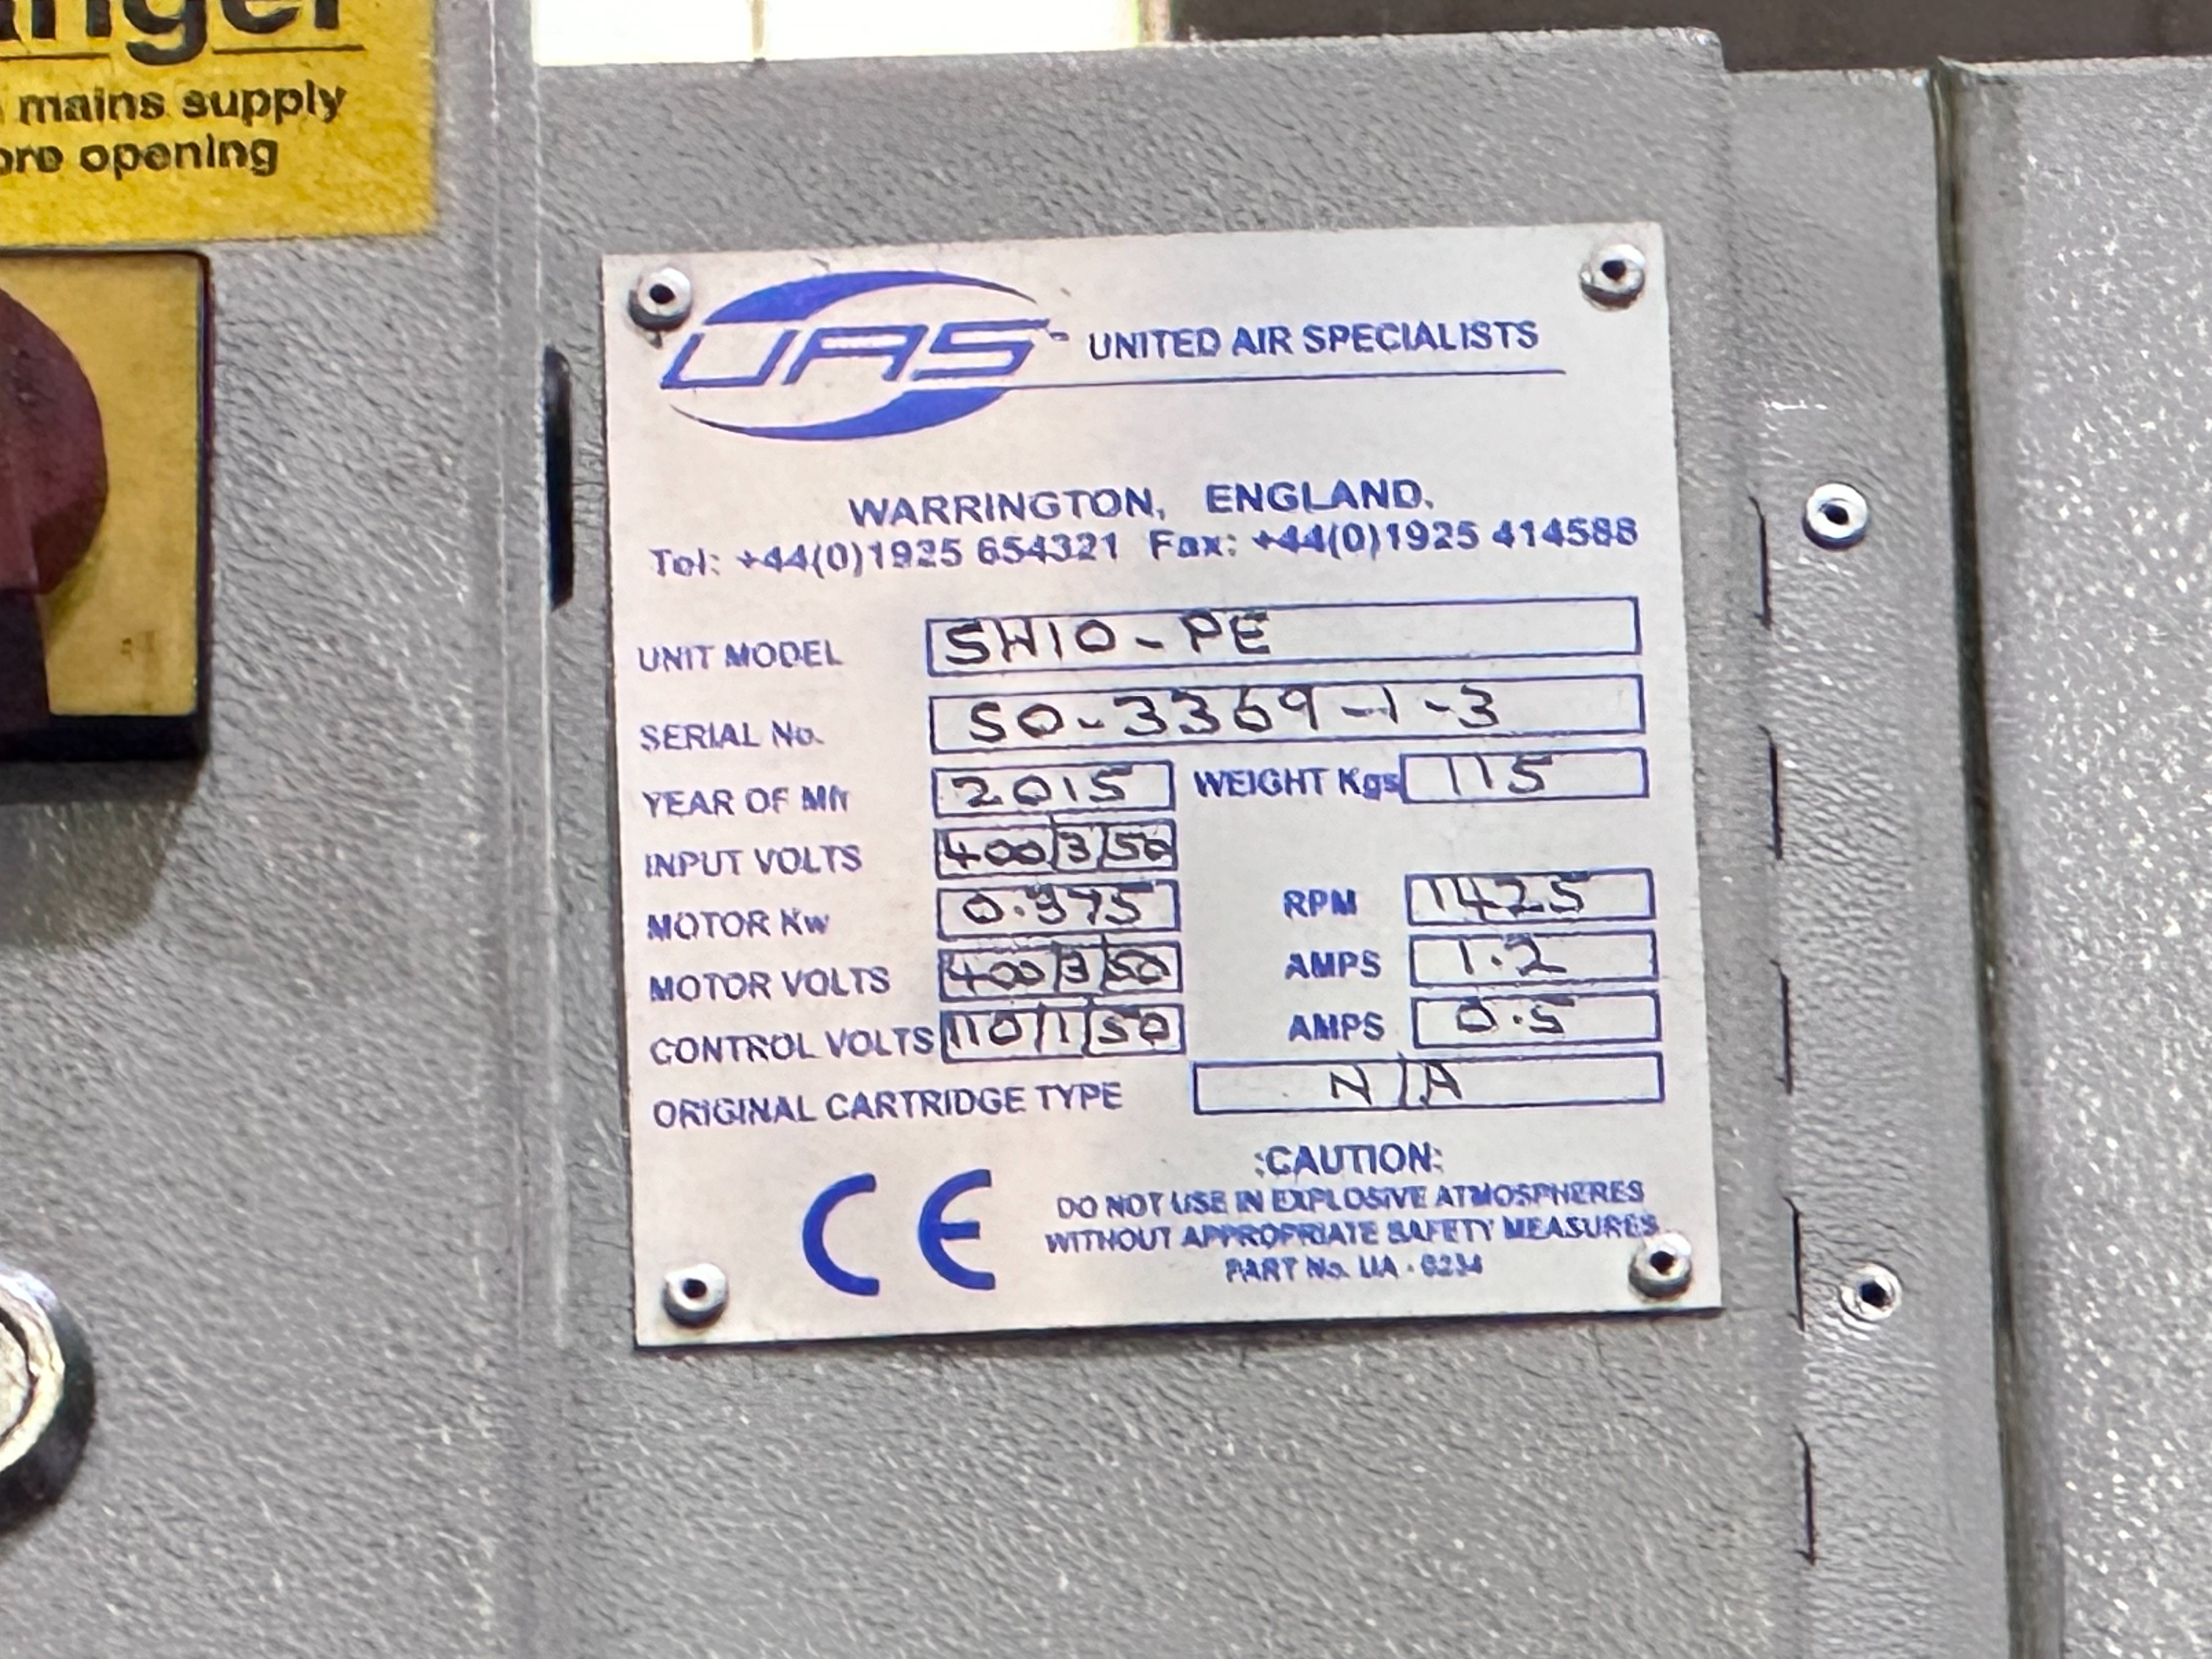 anger
mains supply
ore opening
UAS UNITED AIR SPECIALISTS
WARRINGTON, ENGLAND.
Tel: +44(0)1925 654321 Fax: +44(0)1925 414588
UNIT MODEL SH10-PE
SERIAL No. SO-3369-1-3
YEAR OF Mfr 2015 WEIGHT Kgs 115
INPUT VOLTS 400/3/50
MOTOR Kw RPM 1425
MOTOR VOLTS 400/3/50 AMPS 1.2
CONTROL VOLTS 110/1/50 AMPS 0.5
ORIGINAL CARTRIDGE TYPE N/A
CE
:CAUTION:
DO NOT USE IN EXPLOSIVE ATMOSPHERES
WITHOUT APPROPRIATE SAFETY MEASURES
PART No. UA - 6234